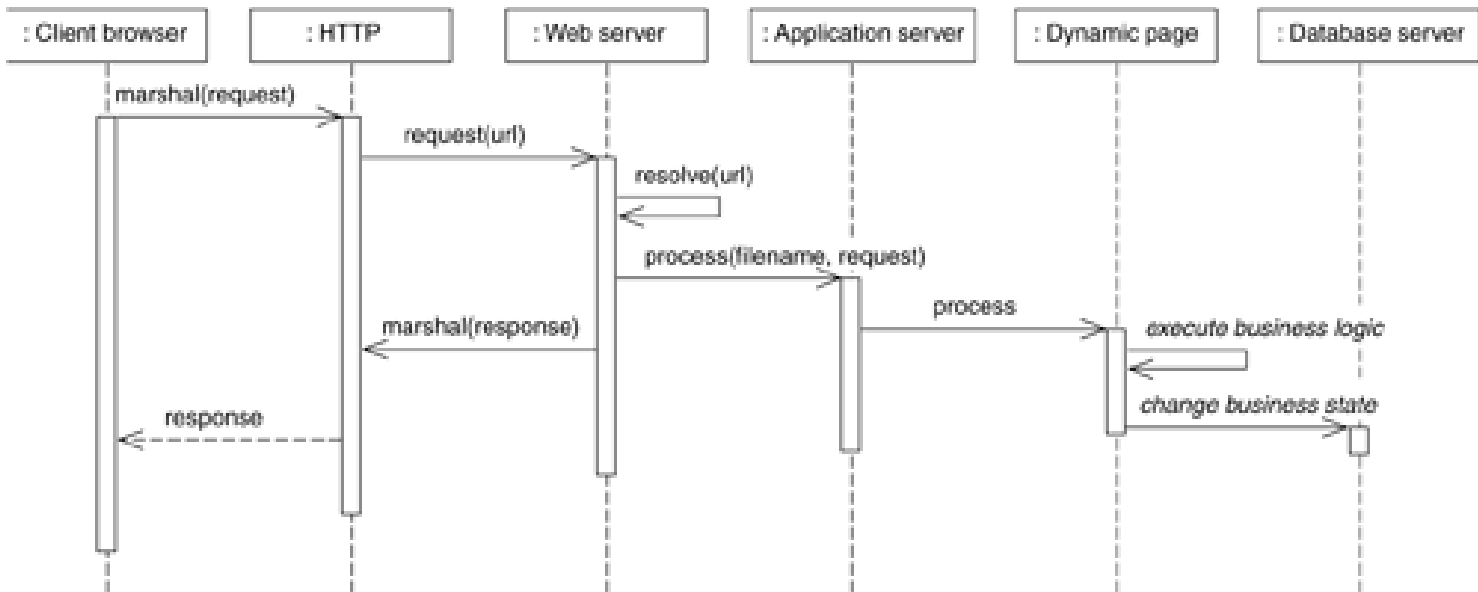 : Client browser
: HTTP
: Web server
: Application server
: Dynamic page
: Database server
marshal(request)
request(url)
resolve(url)
process(filename, request)
process
marshal(response)
execute business logic
change business state
response